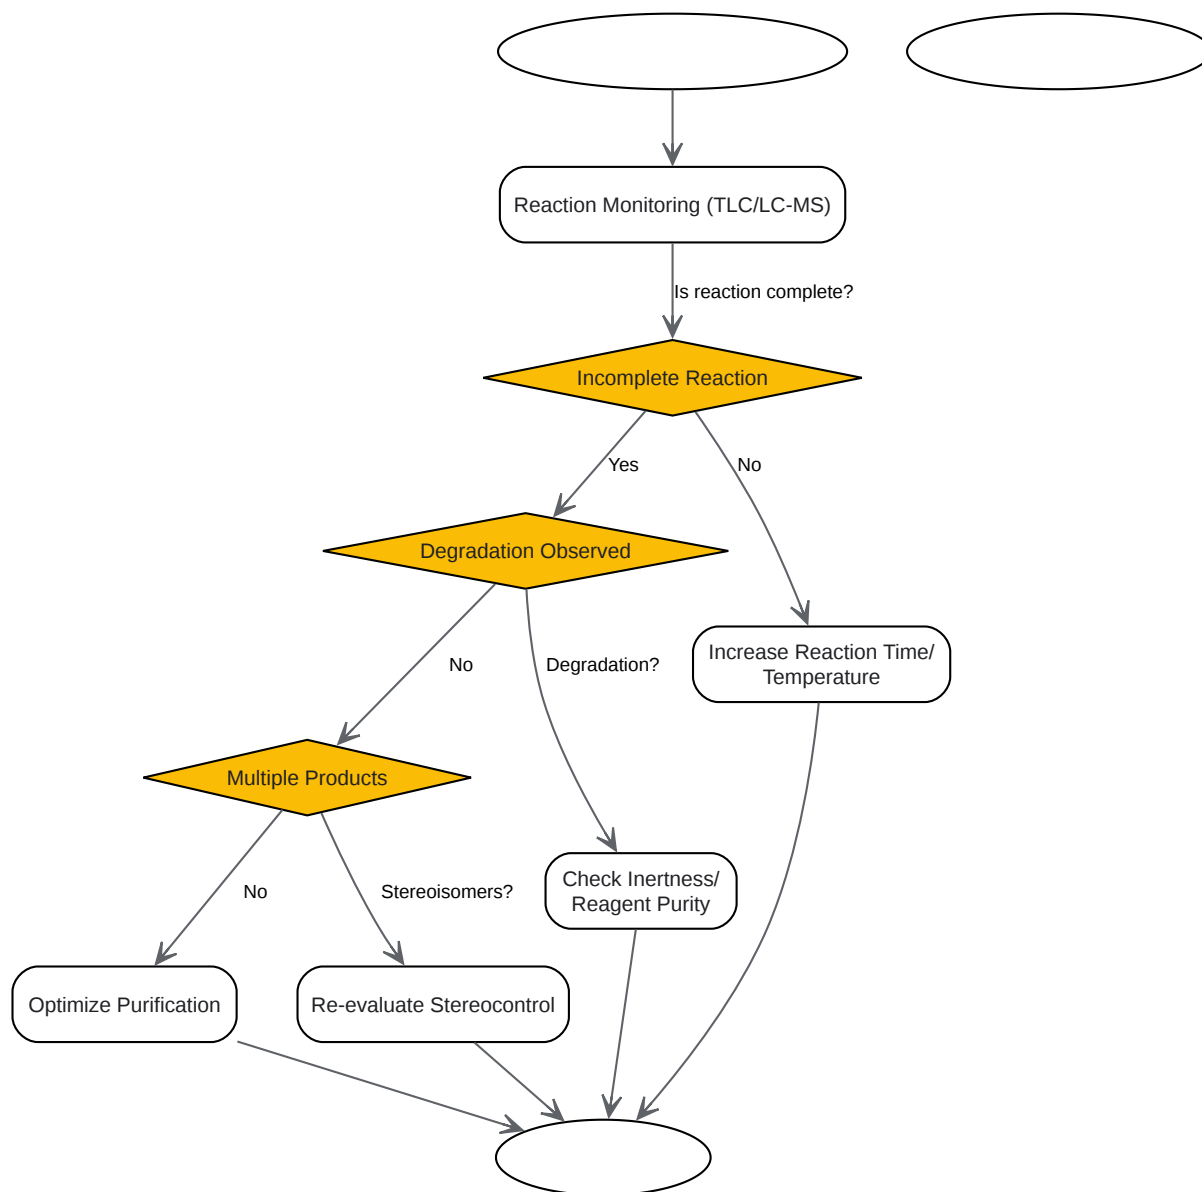 Reaction Monitoring (TLC/LC-MS)
Is reaction complete?
Incomplete Reaction
Yes
No
Degradation Observed
No
Degradation?
Increase Reaction Time/
Temperature
Multiple Products
No
Stereoisomers?
Check Inertness/
Reagent Purity
Optimize Purification
Re-evaluate Stereocontrol